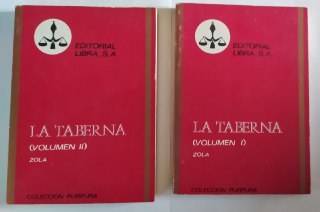 EDITORIAL
LIBRA, S.A.
LA TABERNA
(VOLUMEN II)
ZOLA
COLECCION PURPURA
EDITORIAL
LIBRA, S.A.
LA TABERNA
(VOLUMEN I)
ZOLA
COLECCION PURPURA